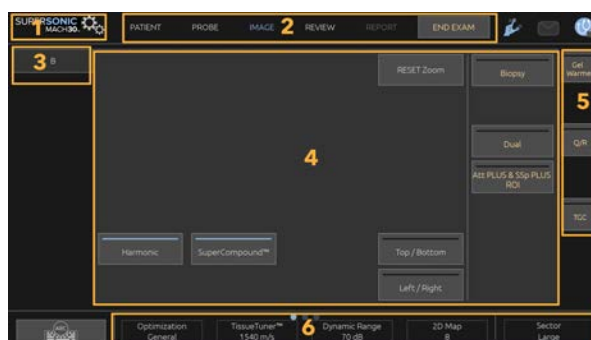 SUPERSONIC
MACH30
1
PATIENT PROBE IMAGE 2 REVIEW REPORT END EXAM
3 B
RESET Zoom
Biopsy
Gel
Warmer
5
4
Dual
Q/R
Att PLUS & SSp PLUS
ROI
TGC
Harmonic
SuperCompound™
Top / Bottom
Left / Right
6
Optimization
General
TissueTuner™
1540 m/s
Dynamic Range
70 dB
2D Map
8
Sector
Large